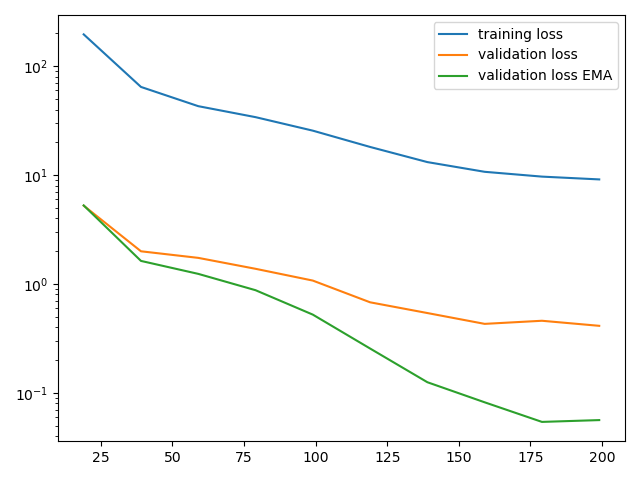 training loss
validation loss
validation loss EMA
10²
10¹
10⁰
10⁻¹
25 50 75 100 125 150 175 200